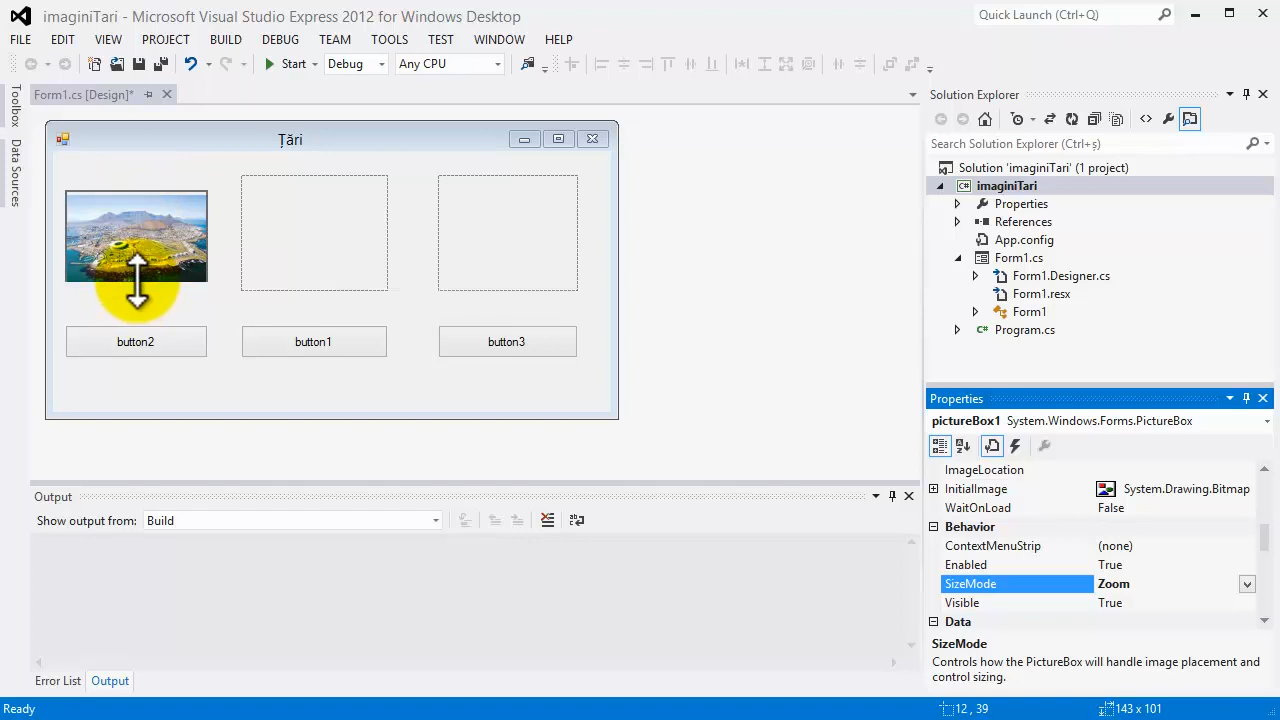 imaginiTari - Microsoft Visual Studio Express 2012 for Windows Desktop
Quick Launch (Ctrl+Q)
FILE EDIT VIEW PROJECT BUILD DEBUG TEAM TOOLS TEST WINDOW HELP
Start Debug Any CPU
Toolbox
Data Sources
Form1.cs [Design]*
Țări
button2 button1 button3
Output
Show output from: Build
Error List Output
Solution Explorer
Search Solution Explorer (Ctrl+ș)
Solution 'imaginiTari' (1 project)
C# imaginiTari
Properties
References
App.config
Form1.cs
Form1.Designer.cs
Form1.resx
Form1
Program.cs
Properties
pictureBox1 System.Windows.Forms.PictureBox
ImageLocation
InitialImage System.Drawing.Bitmap
WaitOnLoad False
Behavior
ContextMenuStrip (none)
Enabled True
SizeMode Zoom
Visible True
Data
SizeMode
Controls how the PictureBox will handle image placement and
control sizing.
Ready 12 , 39 143 x 101